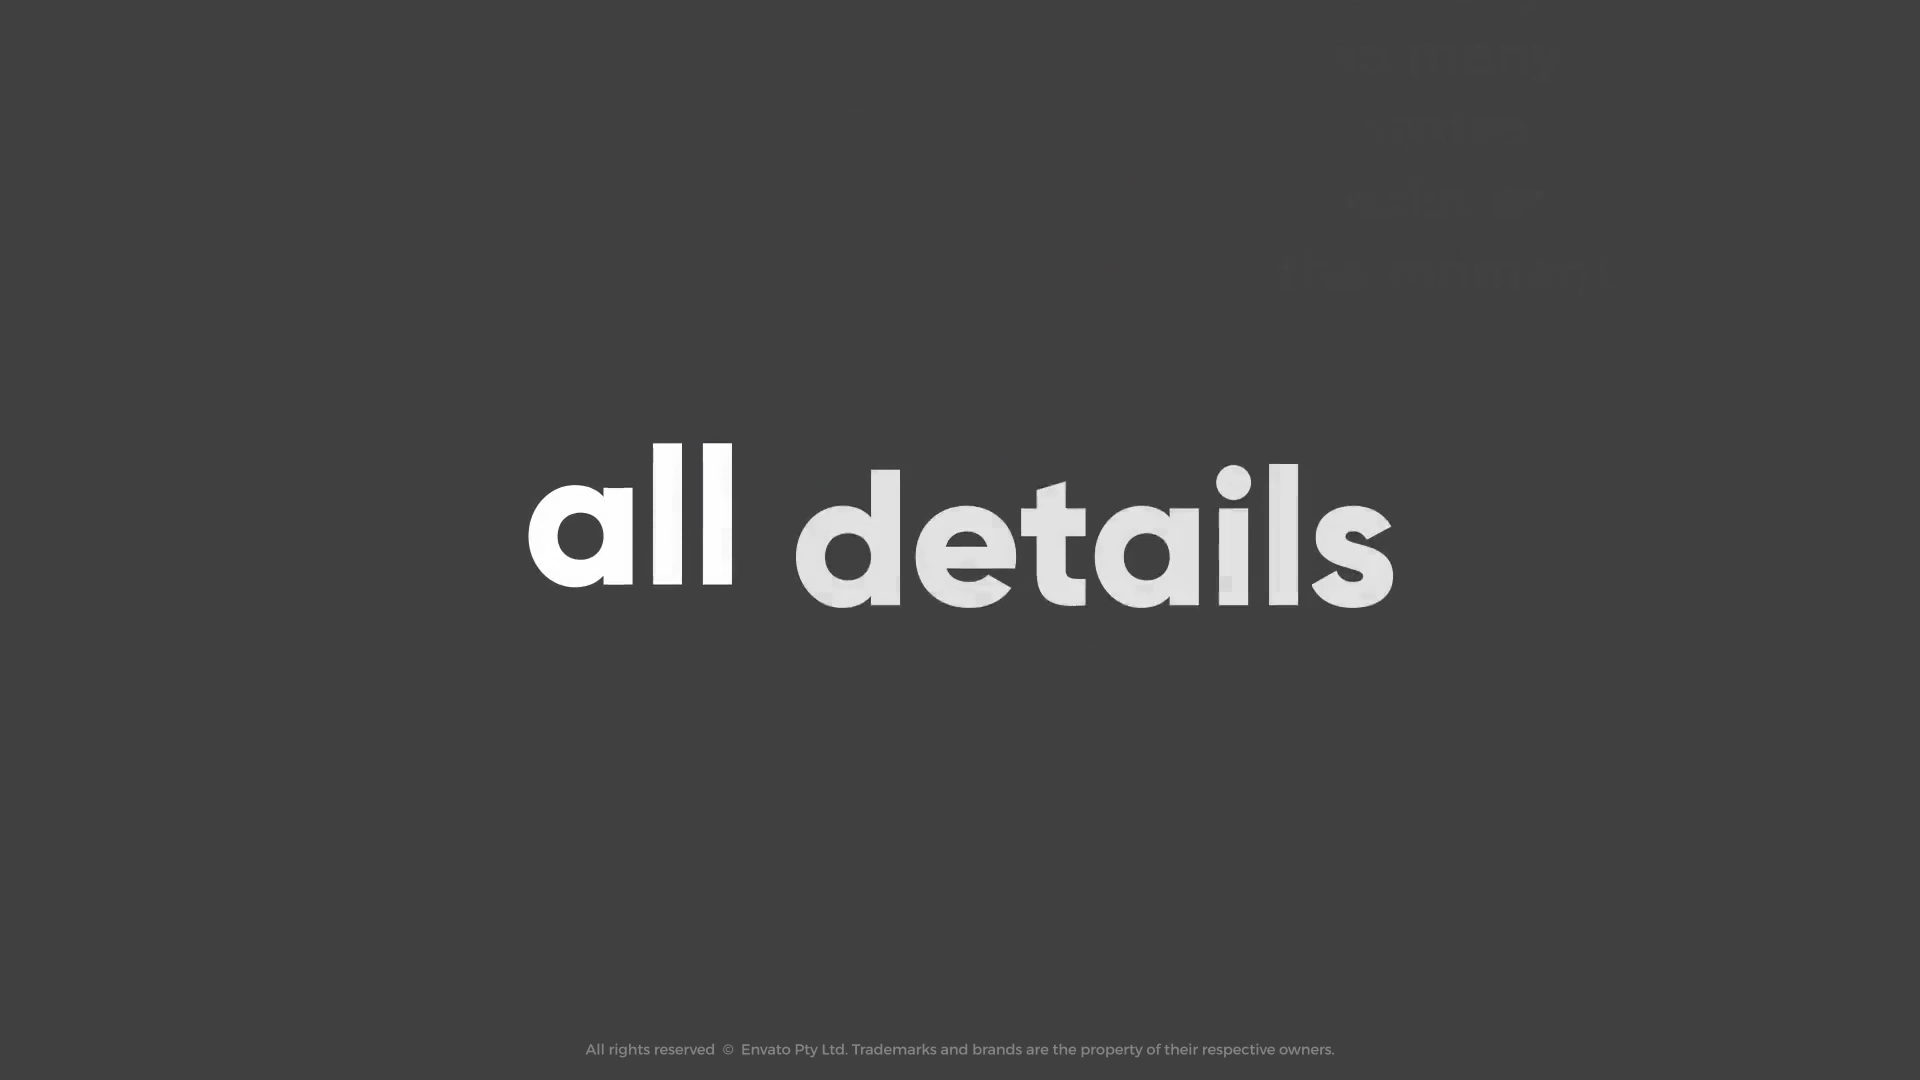 all details
All rights reserved © Envato Pty Ltd. Trademarks and brands are the property of their respective owners.